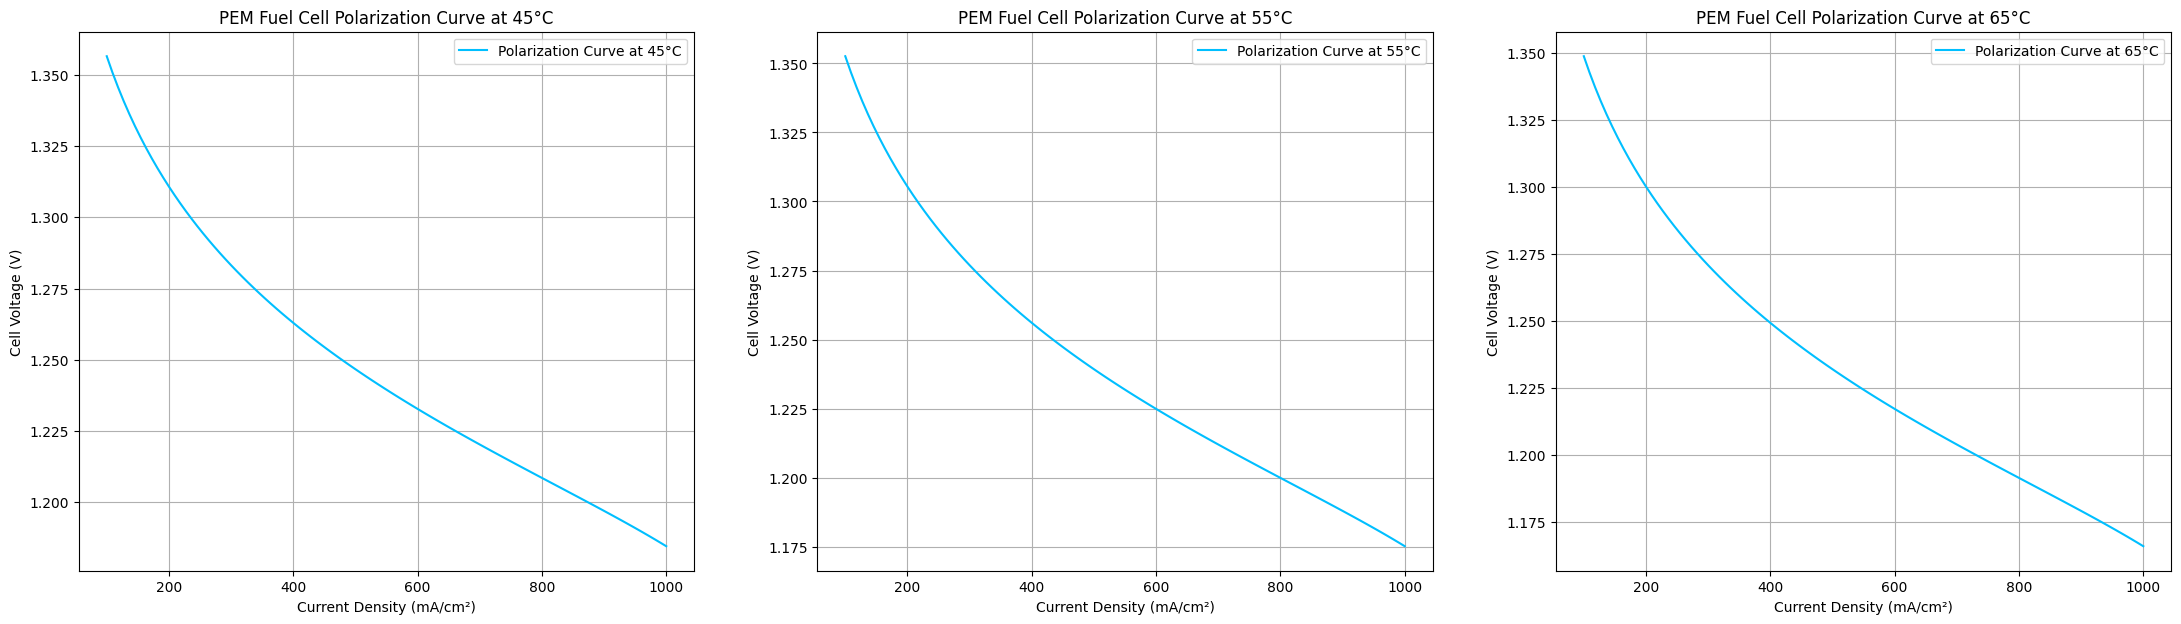 PEM Fuel Cell Polarization Curve at 45°C
Polarization Curve at 45°C
1.350
1.325
1.300
1.275
1.250
1.225
1.200
Cell Voltage (V)
200 400 600 800 1000
Current Density (mA/cm²)
PEM Fuel Cell Polarization Curve at 55°C
Polarization Curve at 55°C
1.350
1.325
1.300
1.275
1.250
1.225
1.200
1.175
Cell Voltage (V)
200 400 600 800 1000
Current Density (mA/cm²)
PEM Fuel Cell Polarization Curve at 65°C
Polarization Curve at 65°C
1.350
1.325
1.300
1.275
1.250
1.225
1.200
1.175
Cell Voltage (V)
200 400 600 800 1000
Current Density (mA/cm²)